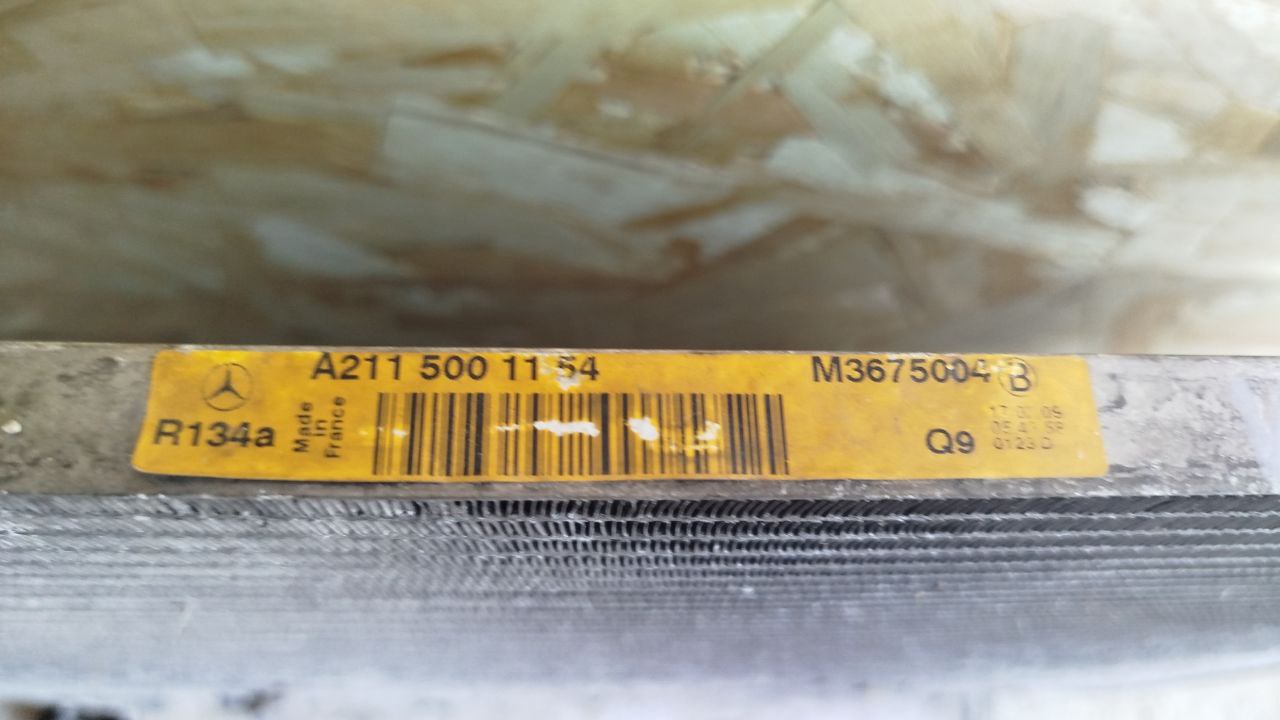 A211 500 11 54
M3675004 B
R134a
Made
in
France
Q9